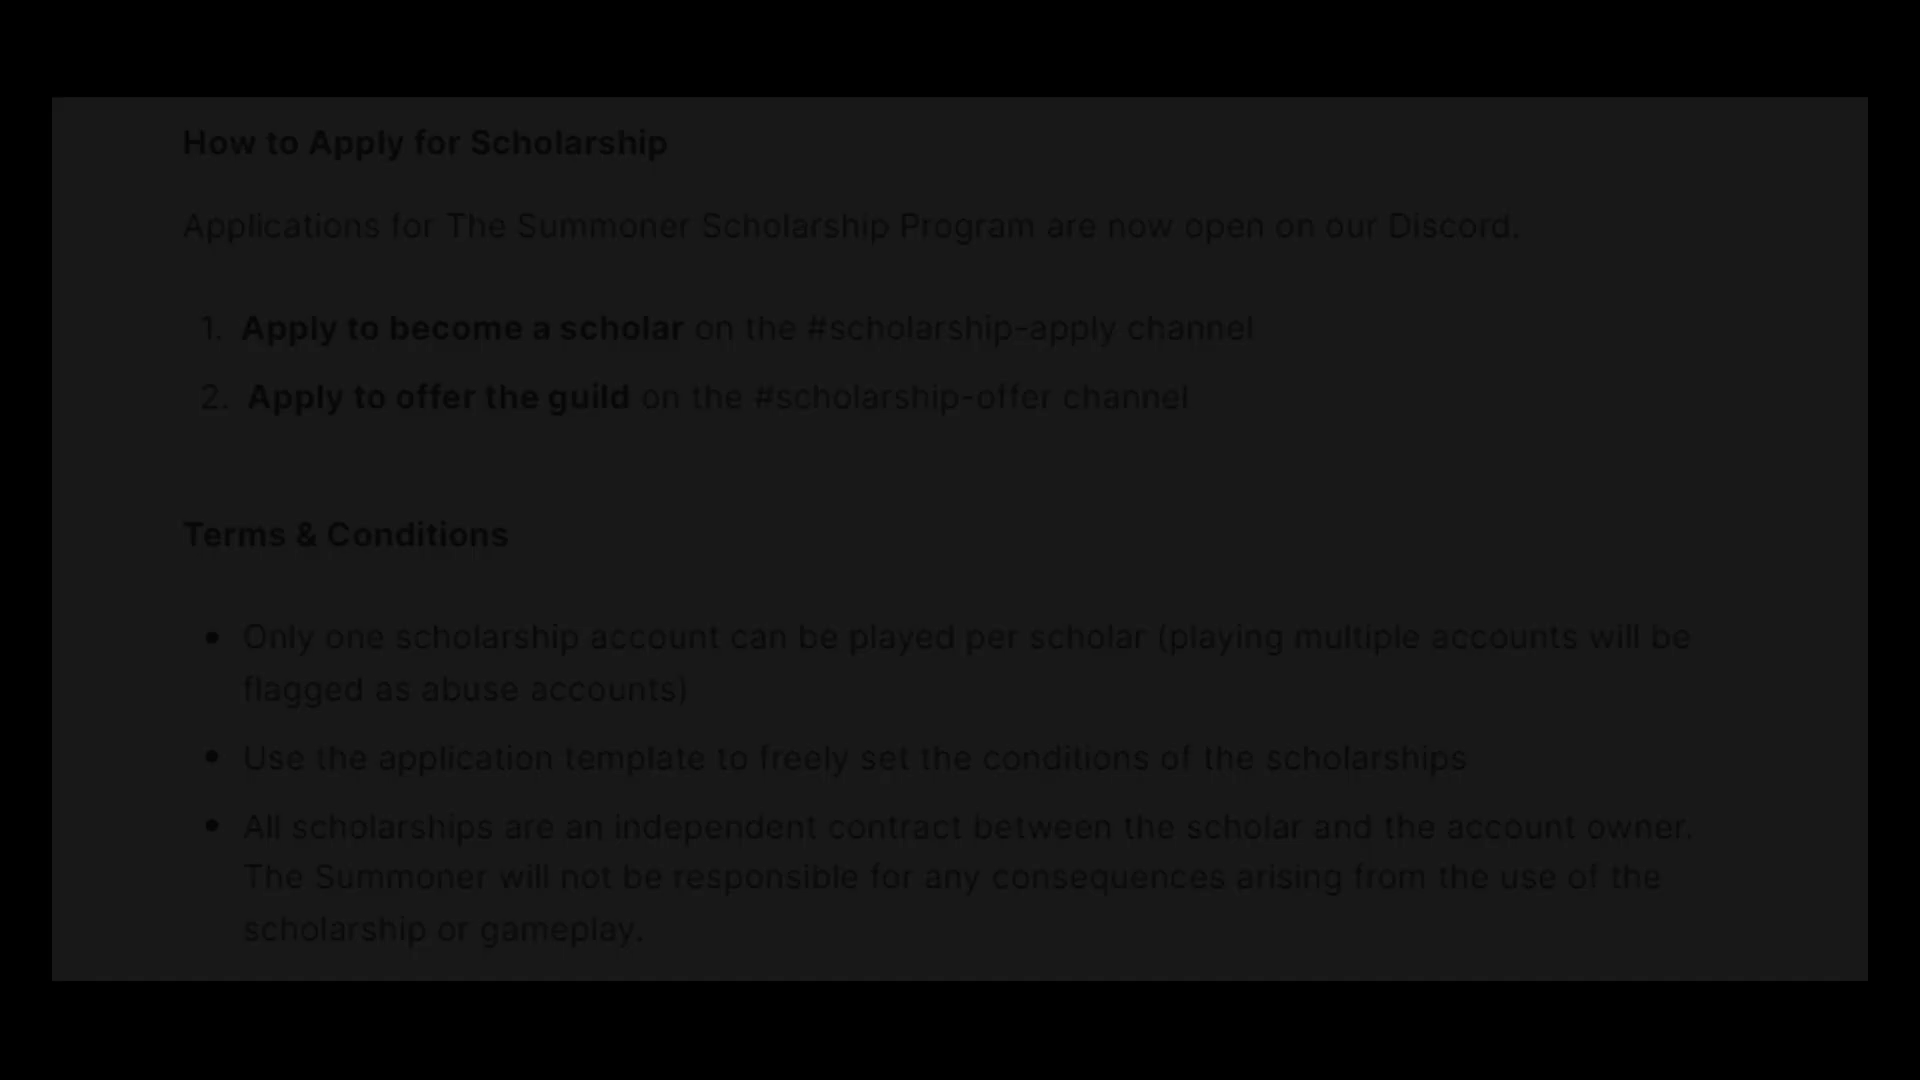 How to Apply for Scholarship
Applications for The Summoner Scholarship Program are now open on our Discord.
1. Apply to become a scholar on the #scholarship-apply channel
2. Apply to offer the guild on the #scholarship-offer channel
Terms & Conditions
• Only one scholarship account can be played per scholar (playing multiple accounts will be
flagged as abuse accounts)
• Use the application template to freely set the conditions of the scholarships
• All scholarships are an independent contract between the scholar and the account owner.
The Summoner will not be responsible for any consequences arising from the use of the
scholarship or gameplay.